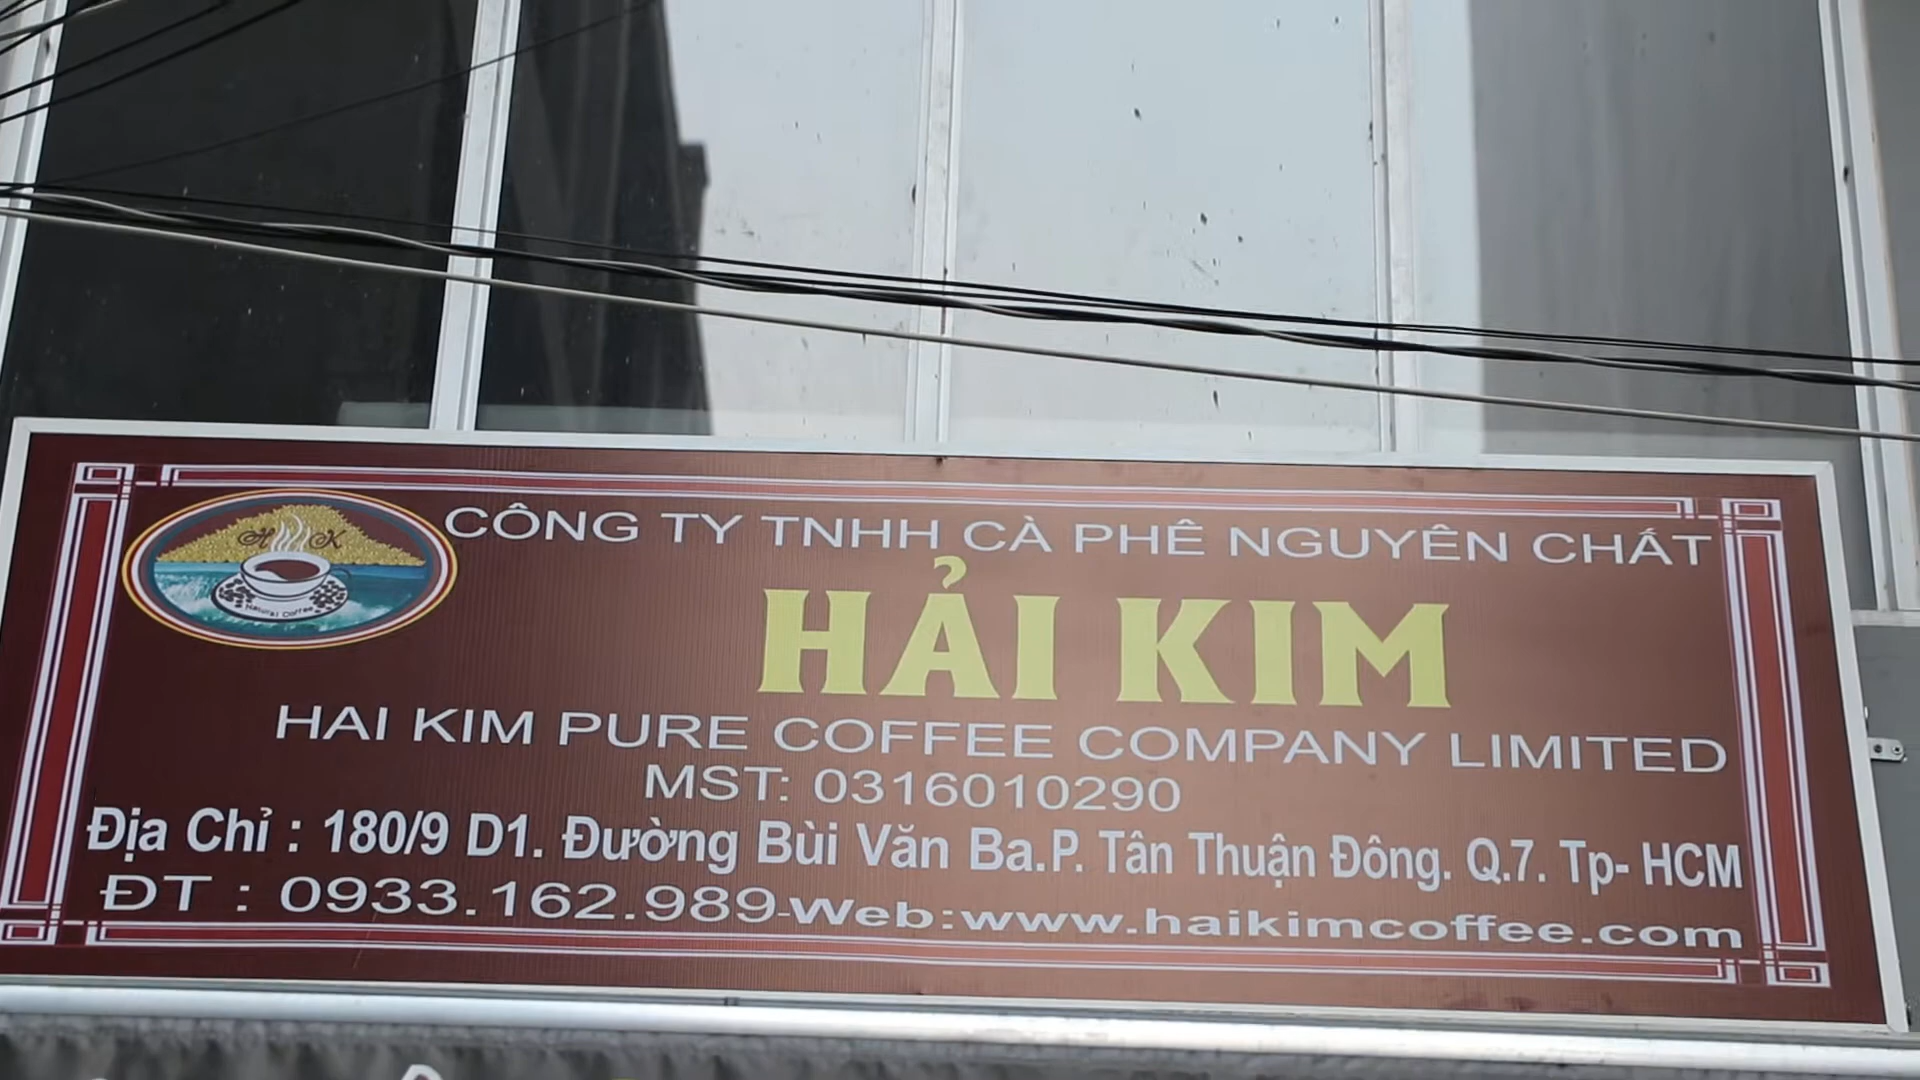 H K
Natural Coffee
CÔNG TY TNHH CÀ PHÊ NGUYÊN CHẤT
HẢI KIM
HAI KIM PURE COFFEE COMPANY LIMITED
MST: 0316010290
Địa Chỉ : 180/9 D1. Đường Bùi Văn Ba.P. Tân Thuận Đông. Q.7. Tp- HCM
ĐT : 0933.162.989-Web:www.haikimcoffee.com